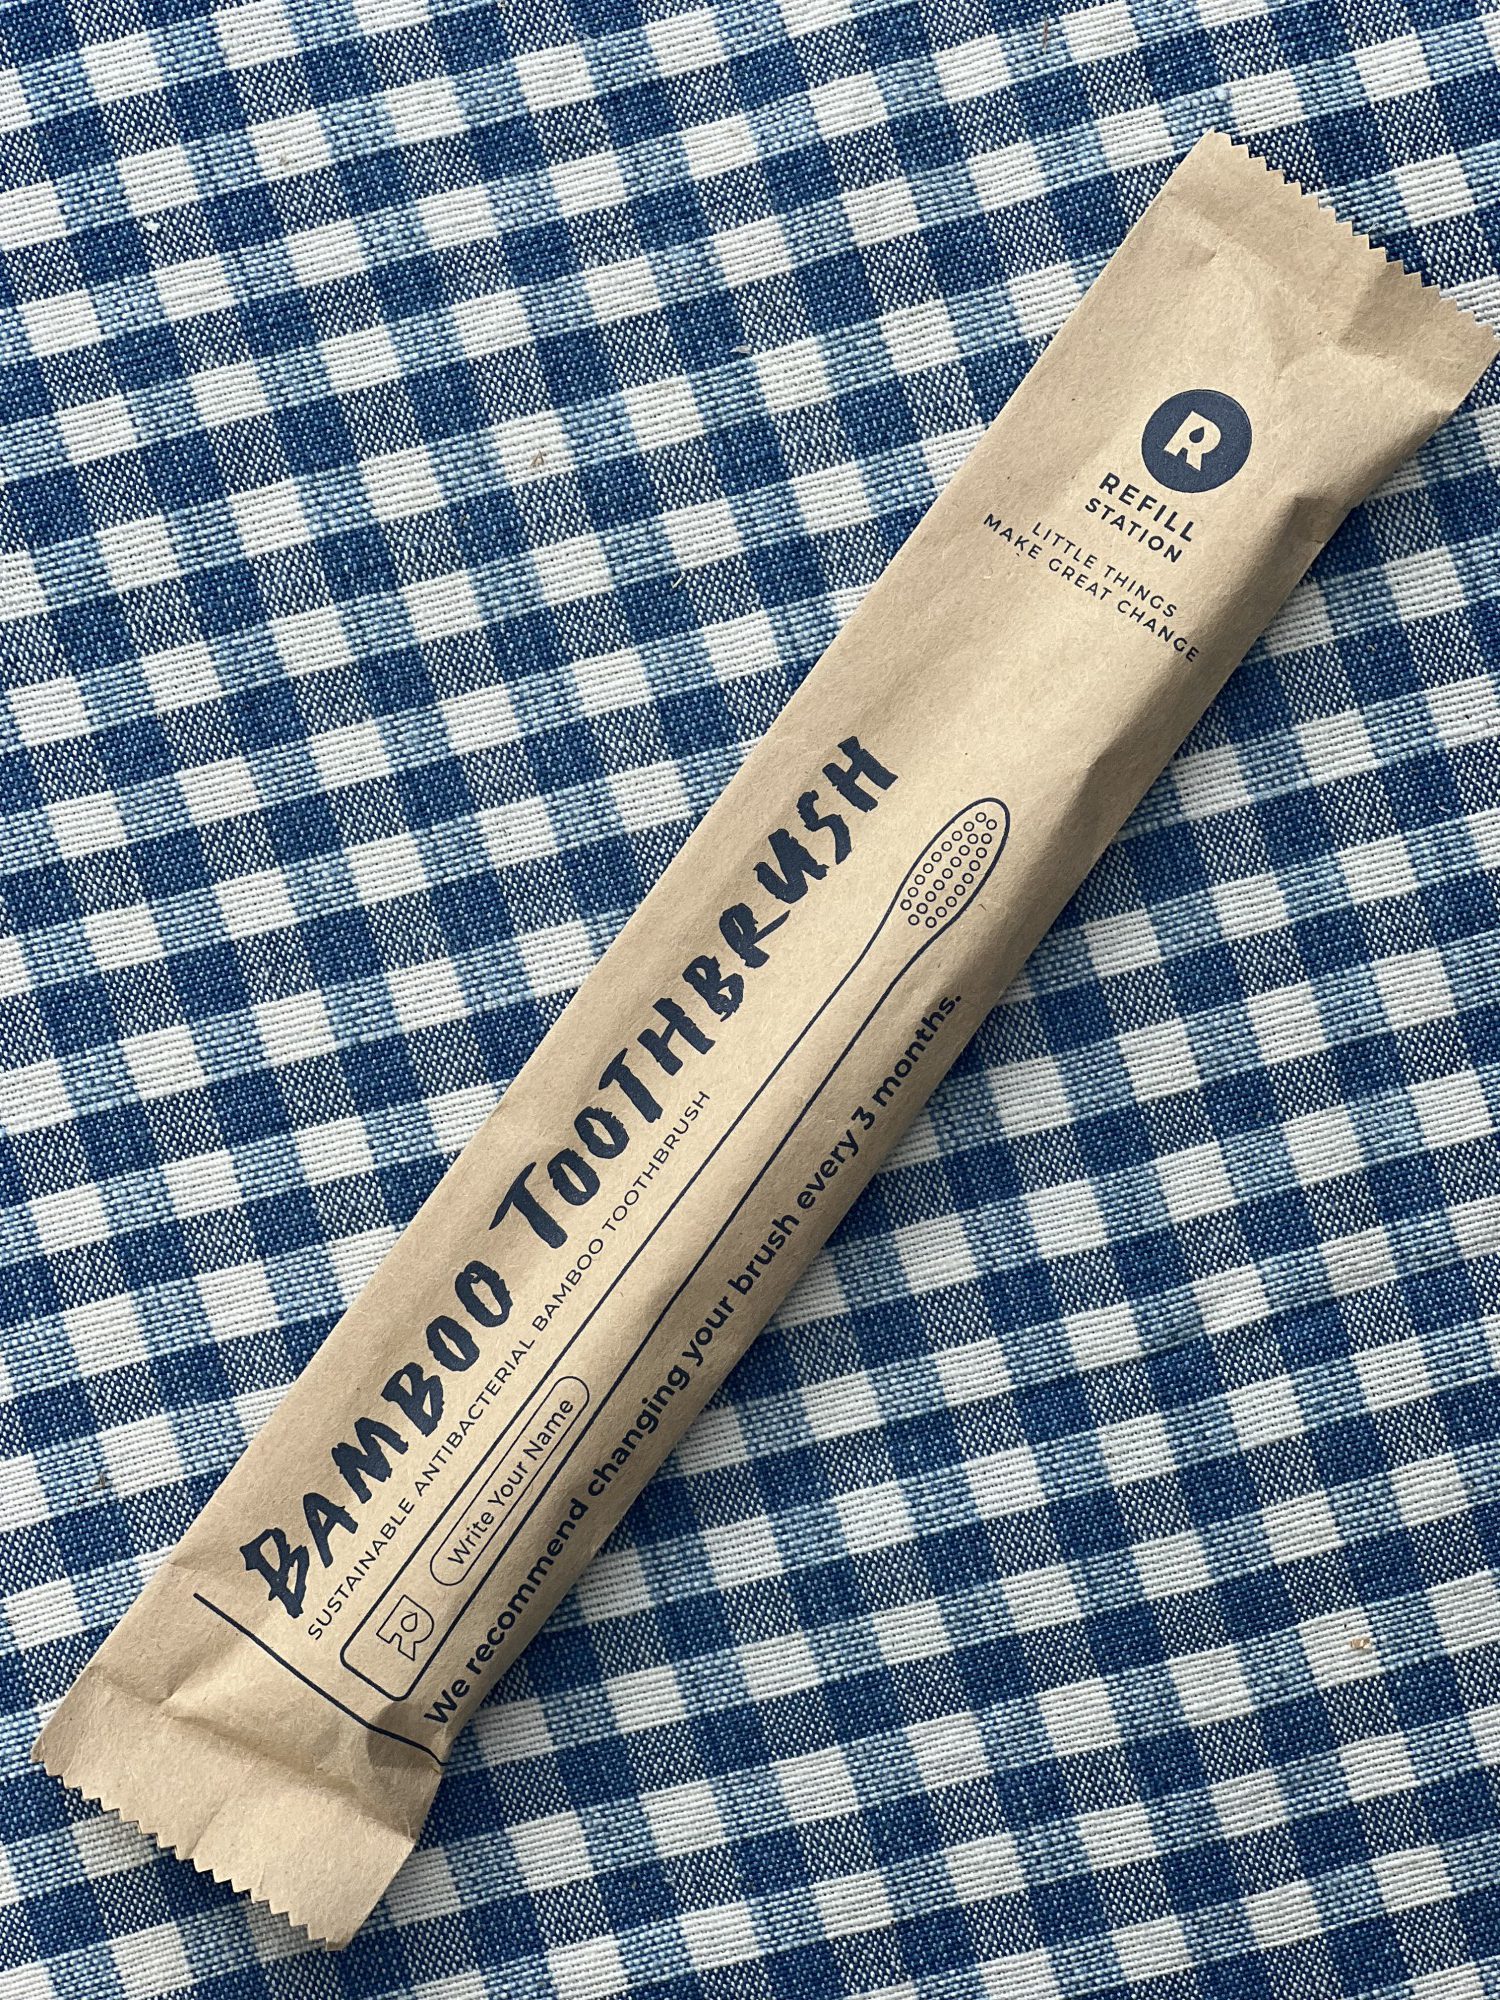 R
REFILL
STATION
LITTLE THINGS
MAKE GREAT CHANGE
BAMBOO TOOTHBRUSH
SUSTAINABLE ANTIBACTERIAL BAMBOO TOOTHBRUSH
R
Write Your Name
We recommend changing your brush every 3 months.